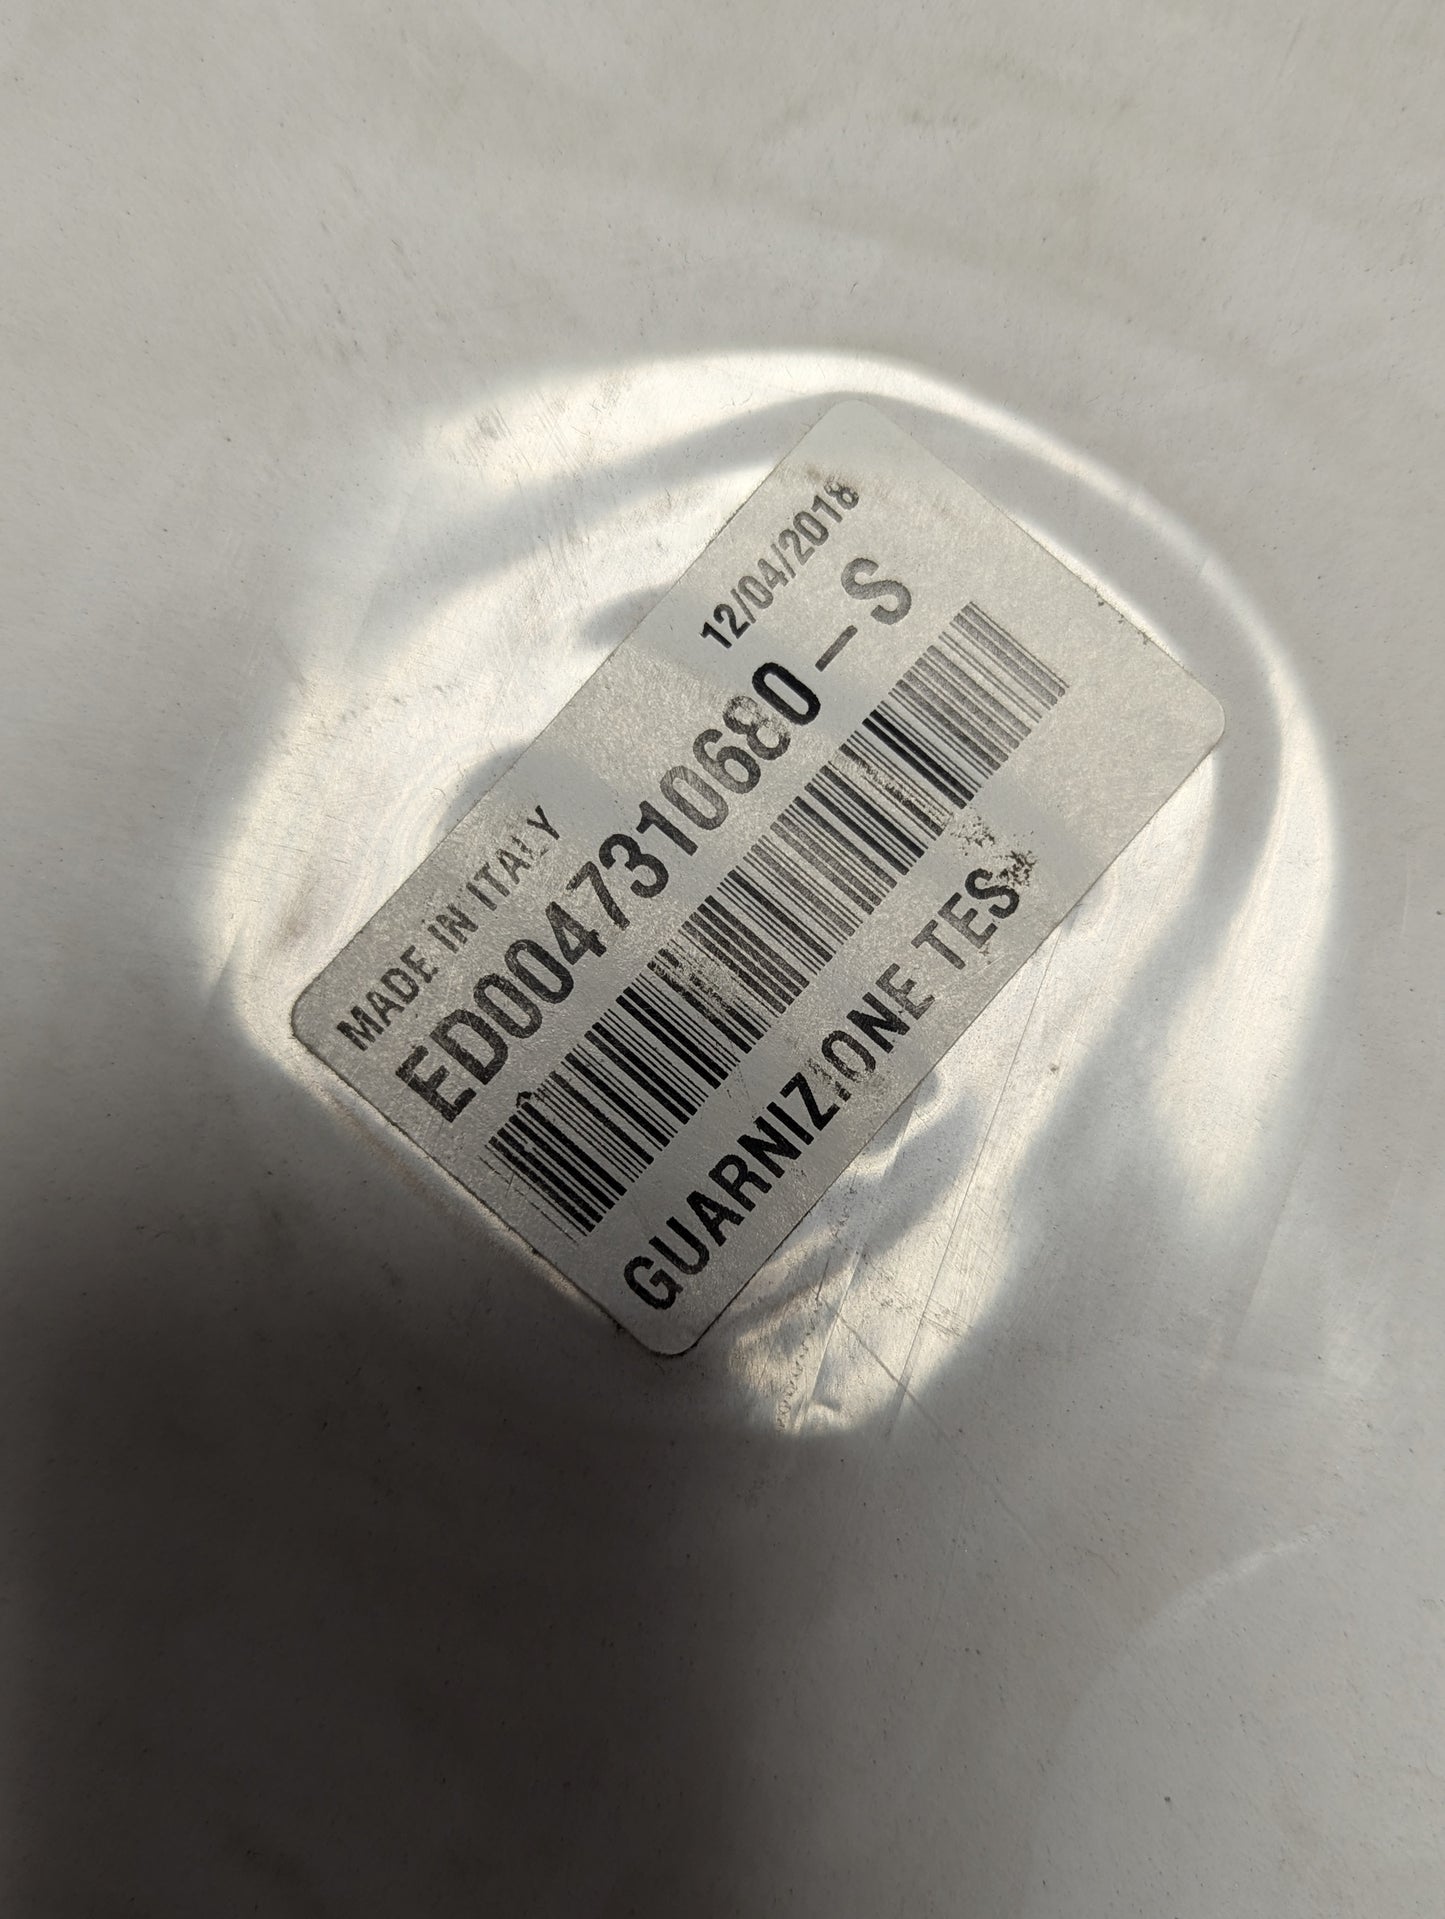 MADE IN ITALY 12/04/2018
ED0047310680-S
GUARNIZIONE TES